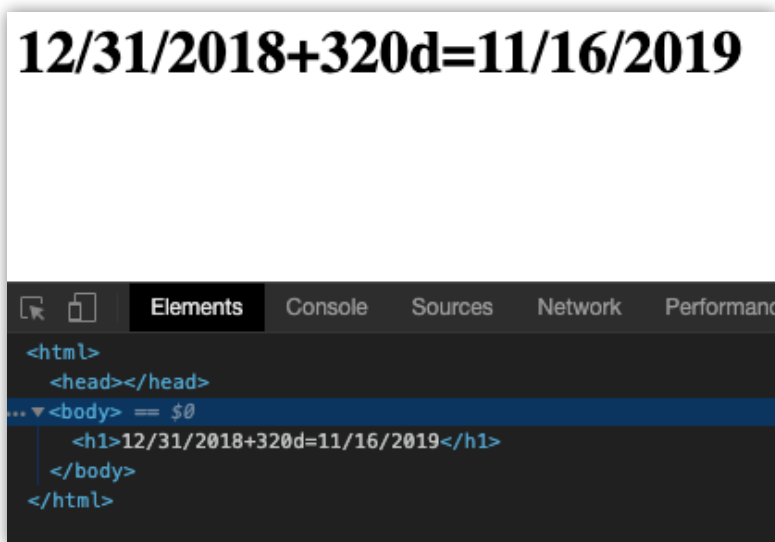 12/31/2018+320d=11/16/2019
Elements Console Sources Network Performanc
<html>
<head></head>
... ▼<body> == $0
<h1>12/31/2018+320d=11/16/2019</h1>
</body>
</html>